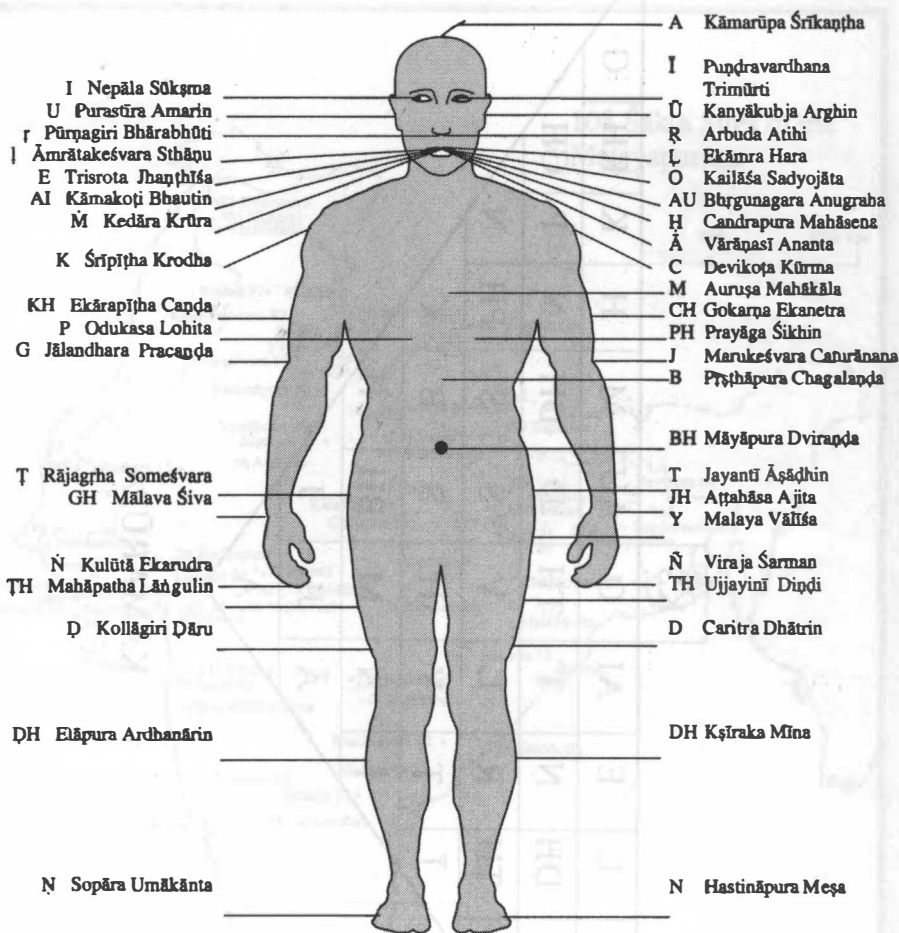 A Kāmarūpa Śrīkaṇṭha
I Nepāla Sūkṣma
U Purastīra Amarin
ṛ Pūrṇagiri Bhārabhūti
ḷ Āmrātakeśvara Sthāṇu
E Trisrota Jhaṇṭhīśa
AI Kāmakoṭi Bhautin
Ṁ Kedāra Krūra
K Śrīpīṭha Krodha
KH Ekārapīṭha Caṇḍa
P Odukasa Lohita
G Jālandhara Pracaṇḍa
Ṭ Rājagṛha Someśvara
GH Mālava Śiva
Ṅ Kulūtā Ekarudra
ṬH Mahāpatha Lāṅgulin
Ḍ Kollāgiri Dāru
ḌH Elāpura Ardhanārin
Ṇ Sopāra Umākānta
Ī Puṇḍravardhana
Trimūrti
Ū Kanyākubja Arghin
Ṛ Arbuda Atihi
Ḷ Ekāmra Hara
O Kailāśa Sadyojāta
AU Bhṛgunagara Anugraha
Ḥ Candrapura Mahāsena
Ā Vārāṇasī Ananta
C Devikoṭa Kūrma
M Auruṣa Mahākāla
CH Gokarṇa Ekanetra
PH Prayāga Śikhin
J Marukeśvara Caturānana
B Pṛṣṭhāpura Chagalaṇḍa
BH Māyāpura Dviraṇḍa
T Jayantī Āṣāḍhin
JH Aṭṭahāsa Ajita
Y Malaya Vālīśa
Ñ Viraja Śarman
TH Ujjayinī Diṇḍi
D Caritra Dhātrin
DH Kṣīraka Mīna
N Hastināpura Meṣa